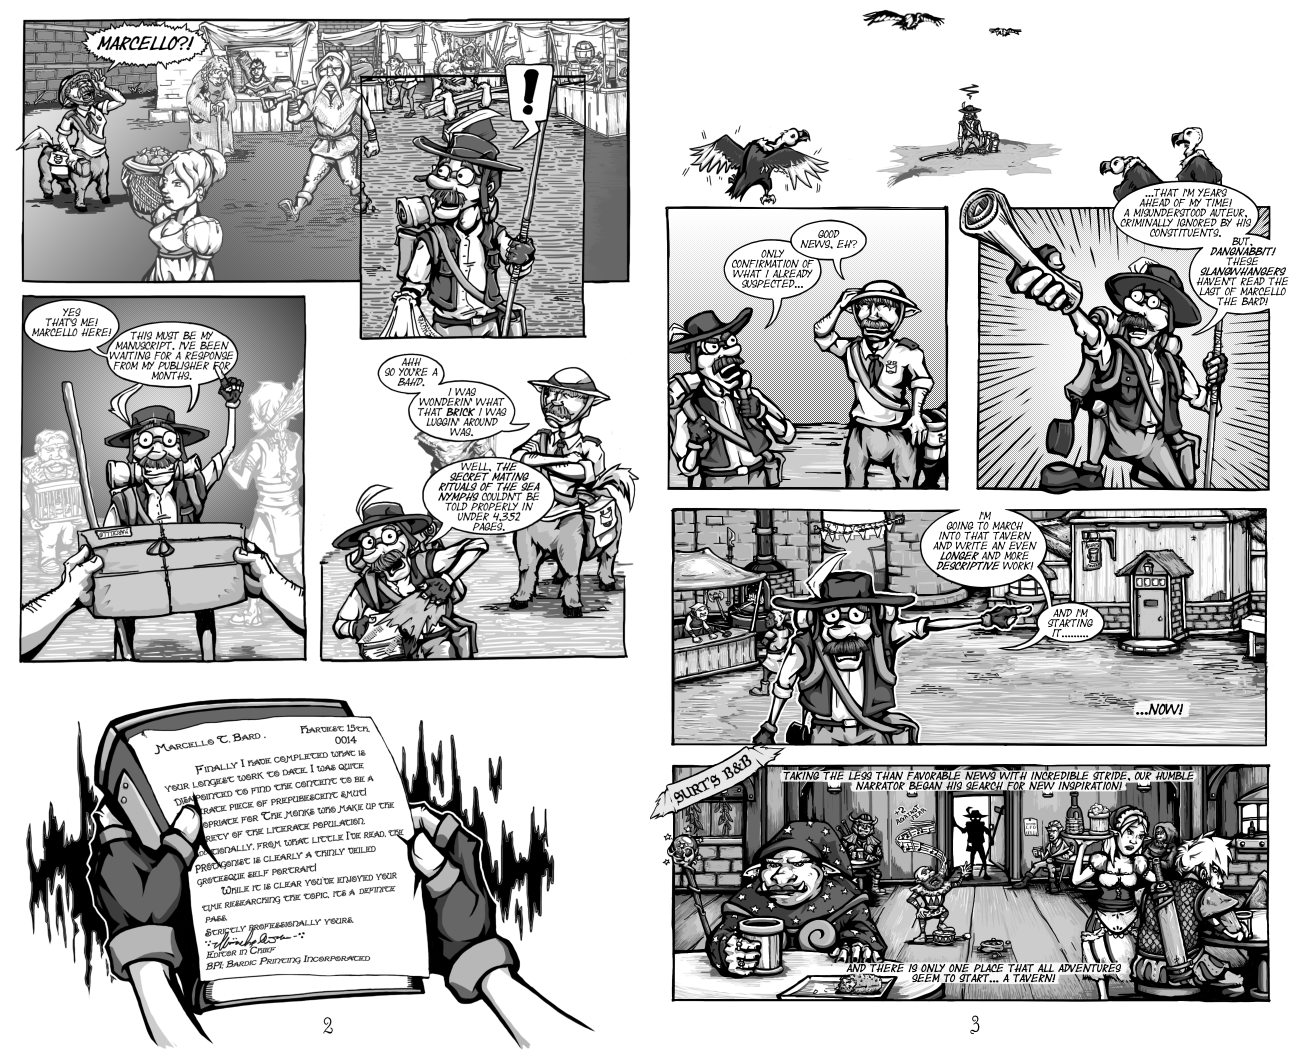 MARCELLO?!
!
YES
THAT'S ME!
MARCELLO HERE!
THIS MUST BE MY
MANUSCRIPT. I'VE BEEN
WAITING FOR A RESPONSE
FROM MY PUBLISHER FOR
MONTHS.
AHH
SO YOU'RE A
BARD.
I WAS
WONDERIN' WHAT
THAT BRICK I WAS
LUGGIN' AROUND
WAS.
WELL, THE
SECRET MATING
RITUALS OF THE SEA
NYMPHS COULDN'T BE
TOLD PROPERLY IN
UNDER 4,352
PAGES.
MARCELLO T. BARD.
HARDEST 15TH,
0014
FINALLY I HAVE COMPLETED WHAT IS
YOUR LONGEST WORK TO DATE. I WAS QUITE
DISAPPOINTED TO FIND THE CONTENT TO BE A
PIECE OF PREPUBESCENT SMUT!
FOR THE MONKS WHO MAKE UP THE
OF THE LITERATE POPULATION.
FROM WHAT LITTLE I'VE READ, THE
PROTAGONIST IS CLEARLY A THINLY VEILED
GROTESQUE SELF PORTRAIT!
WHILE IT IS CLEAR YOU'VE ENJOYED YOUR
TIME RESEARCHING THE TOPIC, IT'S A DEFINITE
PASS.
STRICTLY PROFESSIONALLY YOURS,
EDITOR IN CHIEF
BPI: BARDIC PRINTING INCORPORATED
2
GOOD
NEWS, EH?
ONLY
CONFIRMATION OF
WHAT I ALREADY
SUSPECTED...
...THAT I'M YEARS
AHEAD OF MY TIME!
A MISUNDERSTOOD AUTEUR,
CRIMINALLY IGNORED BY HIS
CONSTITUENTS.
BUT,
DANGNABBIT!
THESE
SLANGWHANGERS
HAVEN'T READ THE
LAST OF MARCELLO
THE BARD!
I'M
GOING TO MARCH
INTO THAT TAVERN
AND WRITE AN EVEN
LONGER AND MORE
DESCRIPTIVE WORK!
AND I'M
STARTING
IT.........
...NOW!
SURT'S B&B
TAKING THE LESS THAN FAVORABLE NEWS WITH INCREDIBLE STRIDE, OUR HUMBLE
NARRATOR BEGAN HIS SEARCH FOR NEW INSPIRATION!
AND THERE IS ONLY ONE PLACE THAT ALL ADVENTURES
SEEM TO START... A TAVERN!
3